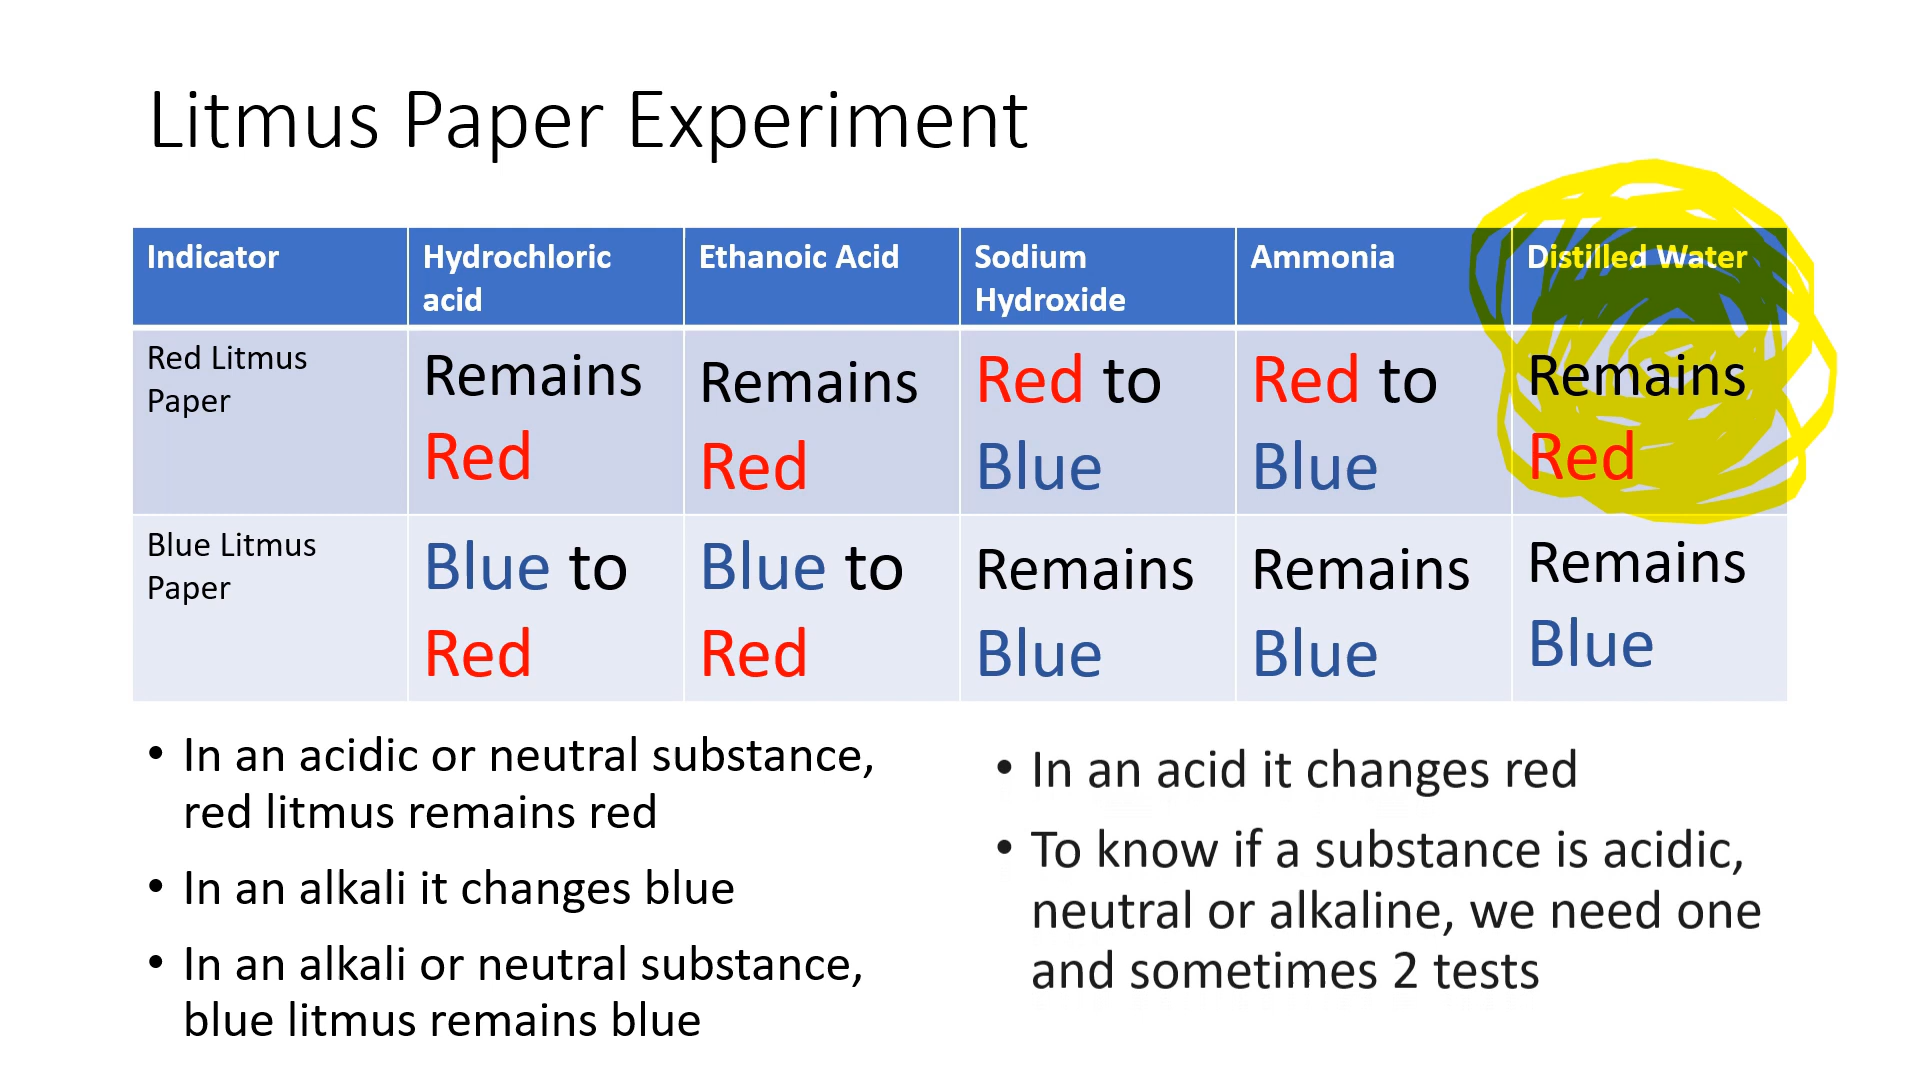 Litmus Paper Experiment
Indicator
Hydrochloric
acid
Ethanoic Acid
Sodium
Hydroxide
Ammonia
Distilled Water
Red Litmus
Paper
Remains
Red
Remains
Red
Red to
Blue
Red to
Blue
Remains
Red
Blue Litmus
Paper
Blue to
Red
Blue to
Red
Remains
Blue
Remains
Blue
Remains
Blue
• In an acidic or neutral substance,
red litmus remains red
• In an alkali it changes blue
• In an alkali or neutral substance,
blue litmus remains blue
• In an acid it changes red
• To know if a substance is acidic,
neutral or alkaline, we need one
and sometimes 2 tests